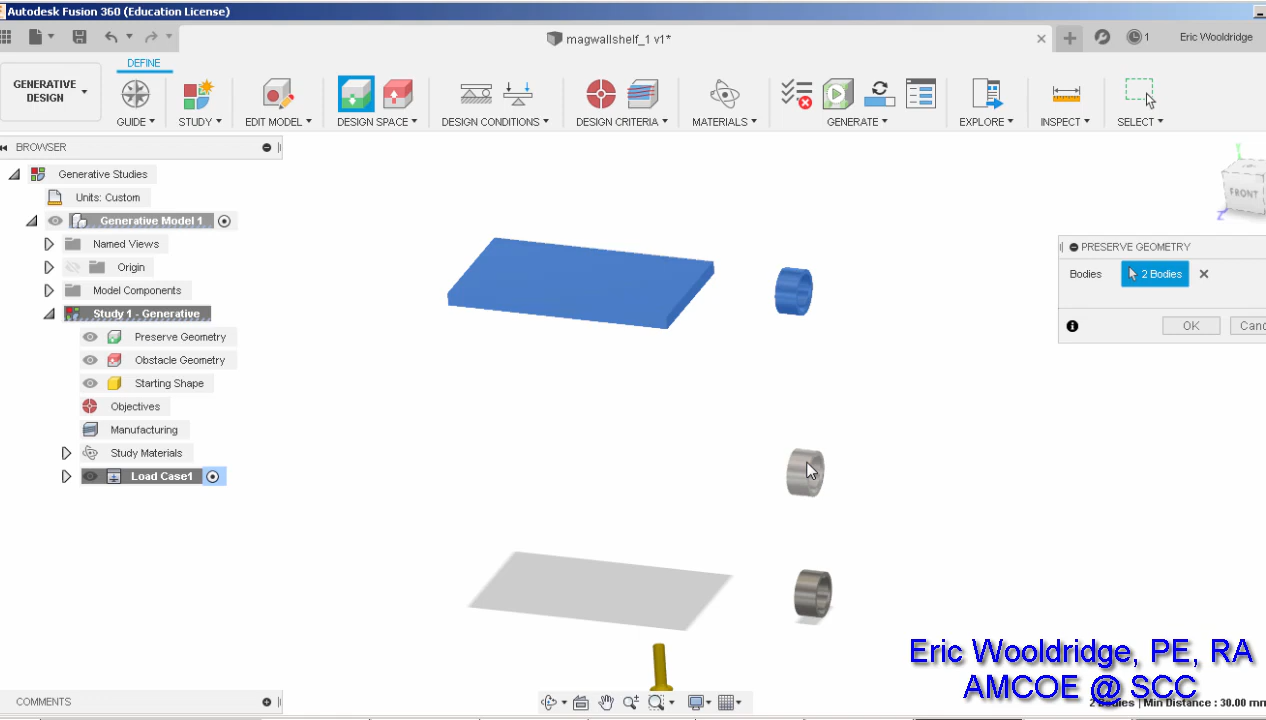 Autodesk Fusion 360 (Education License)
magwallshelf_1 v1*
1
Eric Wooldridge
DEFINE
GENERATIVE
DESIGN
GUIDE
STUDY
EDIT MODEL
DESIGN SPACE
DESIGN CONDITIONS
DESIGN CRITERIA
MATERIALS
GENERATE
EXPLORE
INSPECT
SELECT
BROWSER
Generative Studies
Units: Custom
Generative Model 1
Named Views
Origin
Model Components
Study 1 - Generative
Preserve Geometry
Obstacle Geometry
Starting Shape
Objectives
Manufacturing
Study Materials
Load Case1
FRONT
Z
PRESERVE GEOMETRY
Bodies
2 Bodies
OK
Canc
Eric Wooldridge, PE, RA
AMCOE @ SCC
COMMENTS
2 Bodies | Min Distance : 30.00 mm